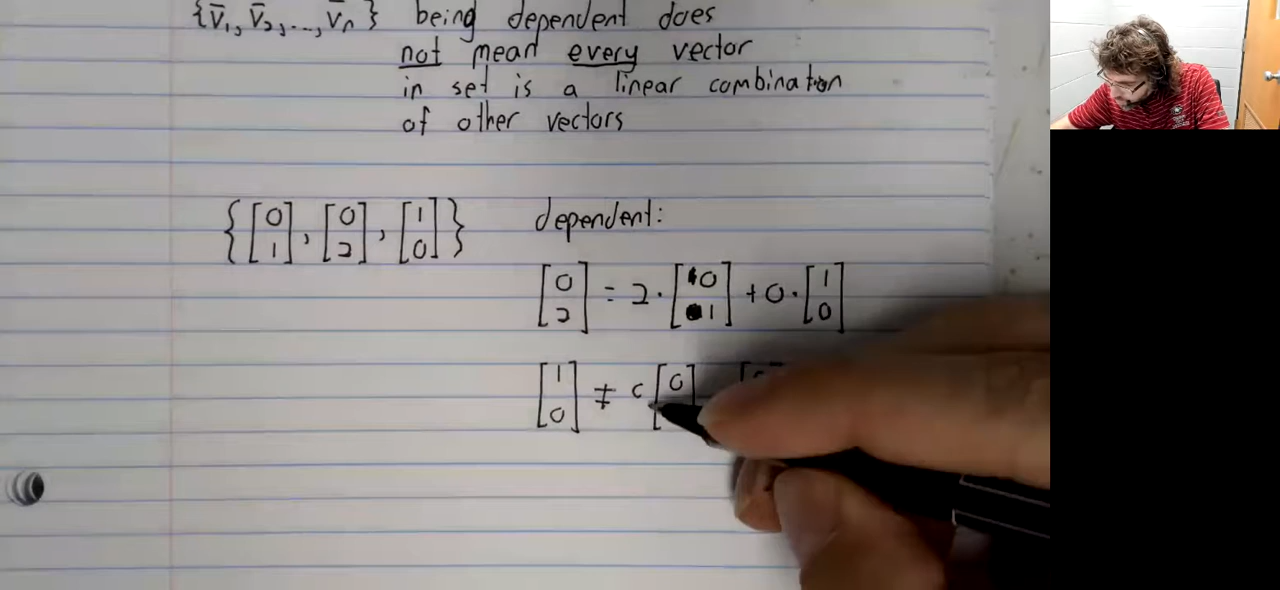 {v̄₁, v̄₂, ..., v̄ₙ} being dependent does
not mean every vector
in set is a linear combination
of other vectors
{[0 1], [0 2], [1 0]} dependent:
[0 2] = 2 · [0 1] + 0 · [1 0]
[1 0] ≠ c [0